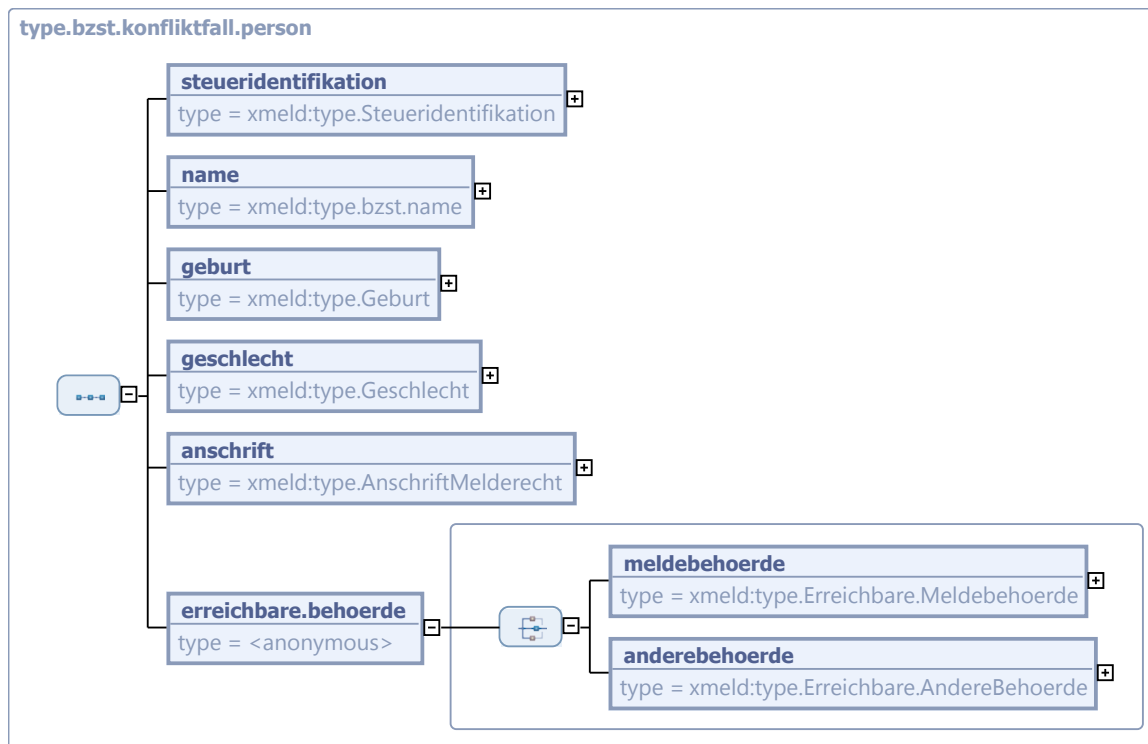 type.bzst.konfliktfall.person
steueridentifikation
type = xmeld:type.Steueridentifikation
name
type = xmeld:type.bzst.name
geburt
type = xmeld:type.Geburt
geschlecht
type = xmeld:type.Geschlecht
anschrift
type = xmeld:type.AnschriftMelderecht
erreichbare.behoerde
type = <anonymous>
meldebehoerde
type = xmeld:type.Erreichbare.Meldebehoerde
anderebehoerde
type = xmeld:type.Erreichbare.AndereBehoerde